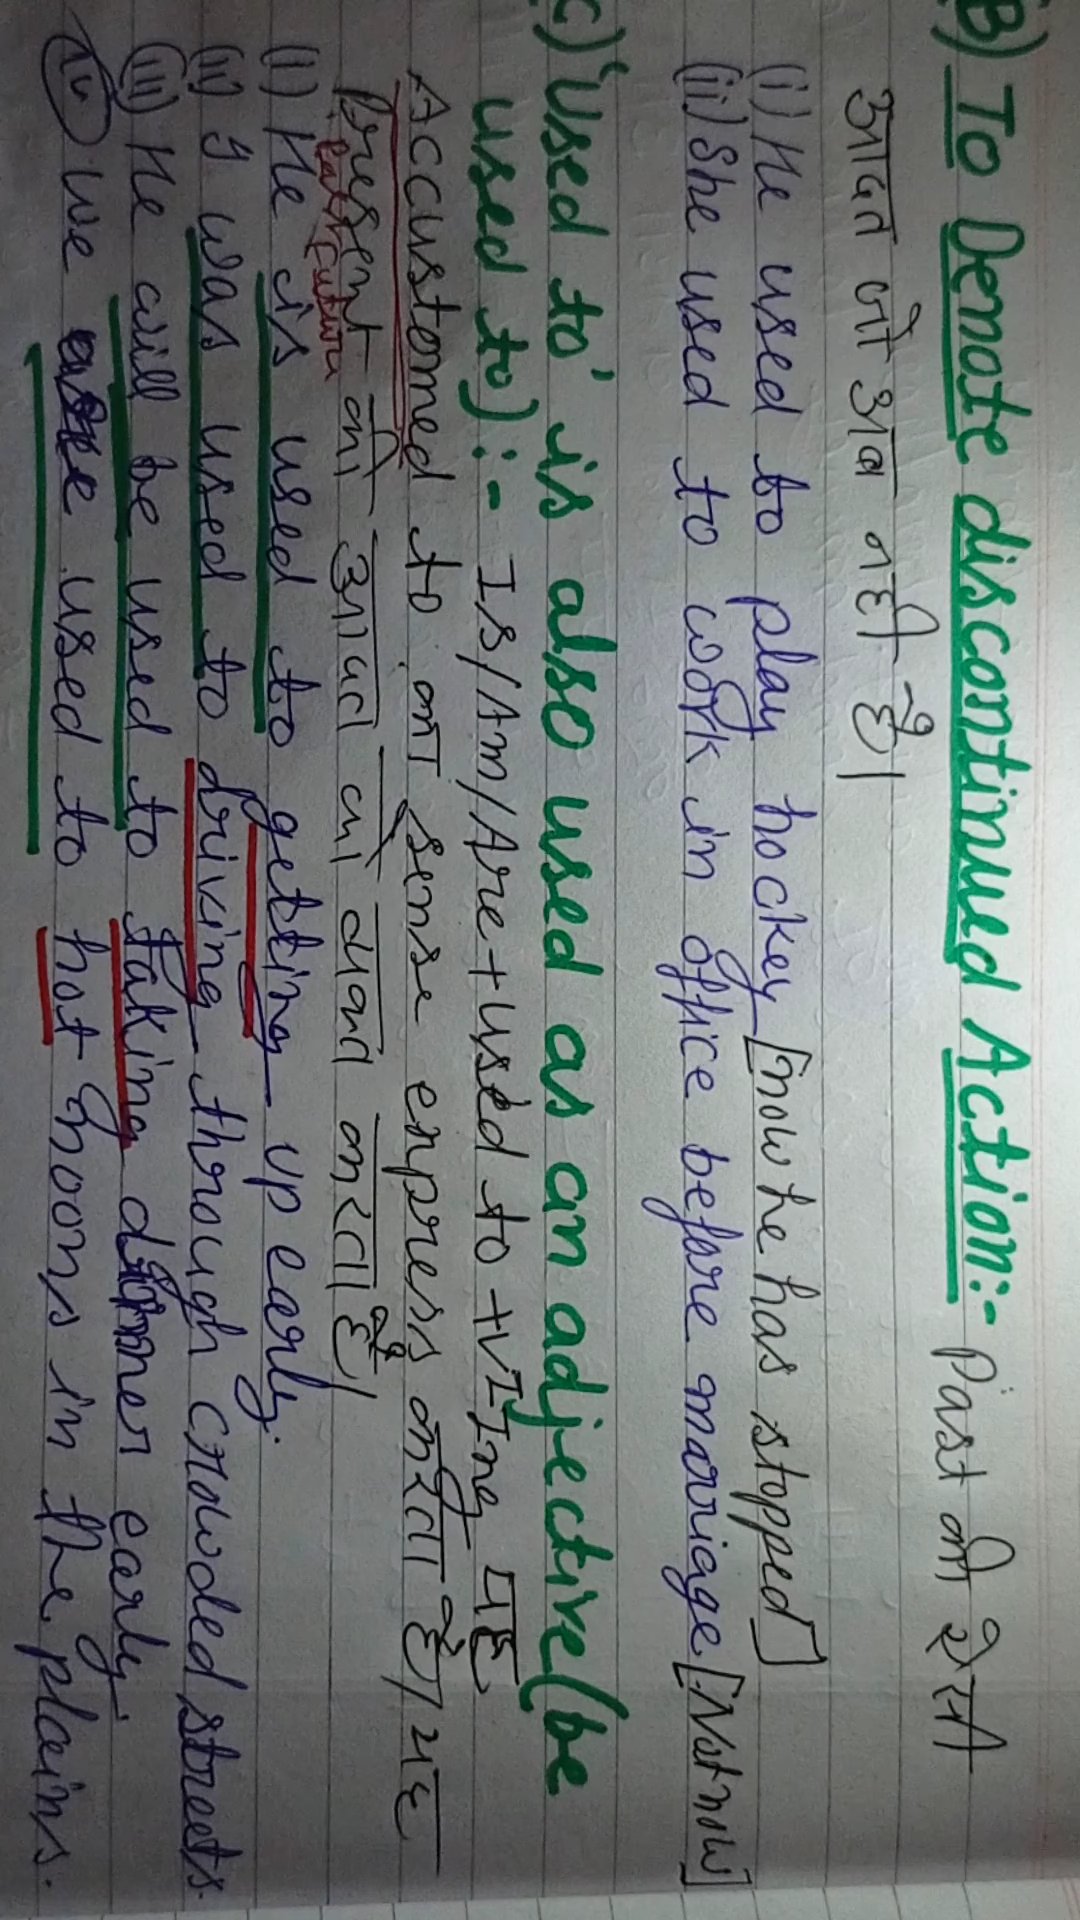 B) To Denote discontinued Action:- Past की ऐसी
आदत जो अब नही है।
(i) He used to play hockey [now he has stopped]
(ii) She used to work in office before marriage [Not now]
C) 'Used to' is also used as an adjective (be
used to) :- Is/Am/Are + used to + VI Ing यह
Accustomed to का sense express करता है। यह
Present की आदत को व्यक्त करता है।
(i) He is used to getting up early.
(ii) I was used to driving through crowded streets.
(iii) He will be used to taking dinner early.
(iv) We are used to hot noons in the plains.